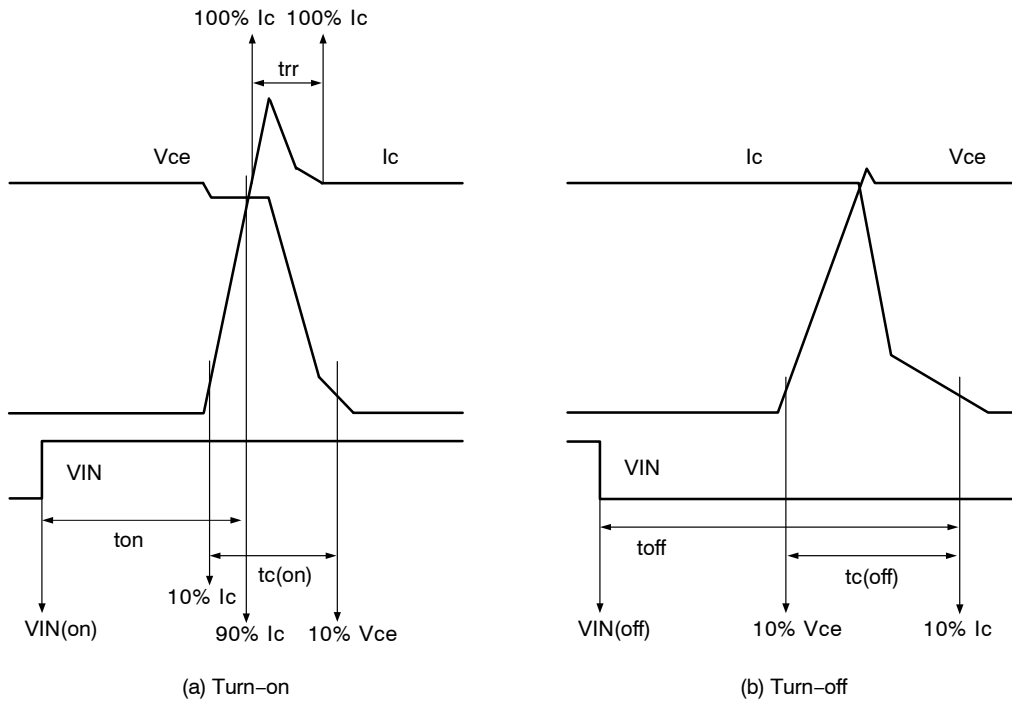 100% Ic 100% Ic
trr
Vce
Ic
Ic
Vce
VIN
VIN
ton
toff
tc(on)
tc(off)
10% Ic
VIN(on)
90% Ic
10% Vce
VIN(off)
10% Vce
10% Ic
(a) Turn−on
(b) Turn−off